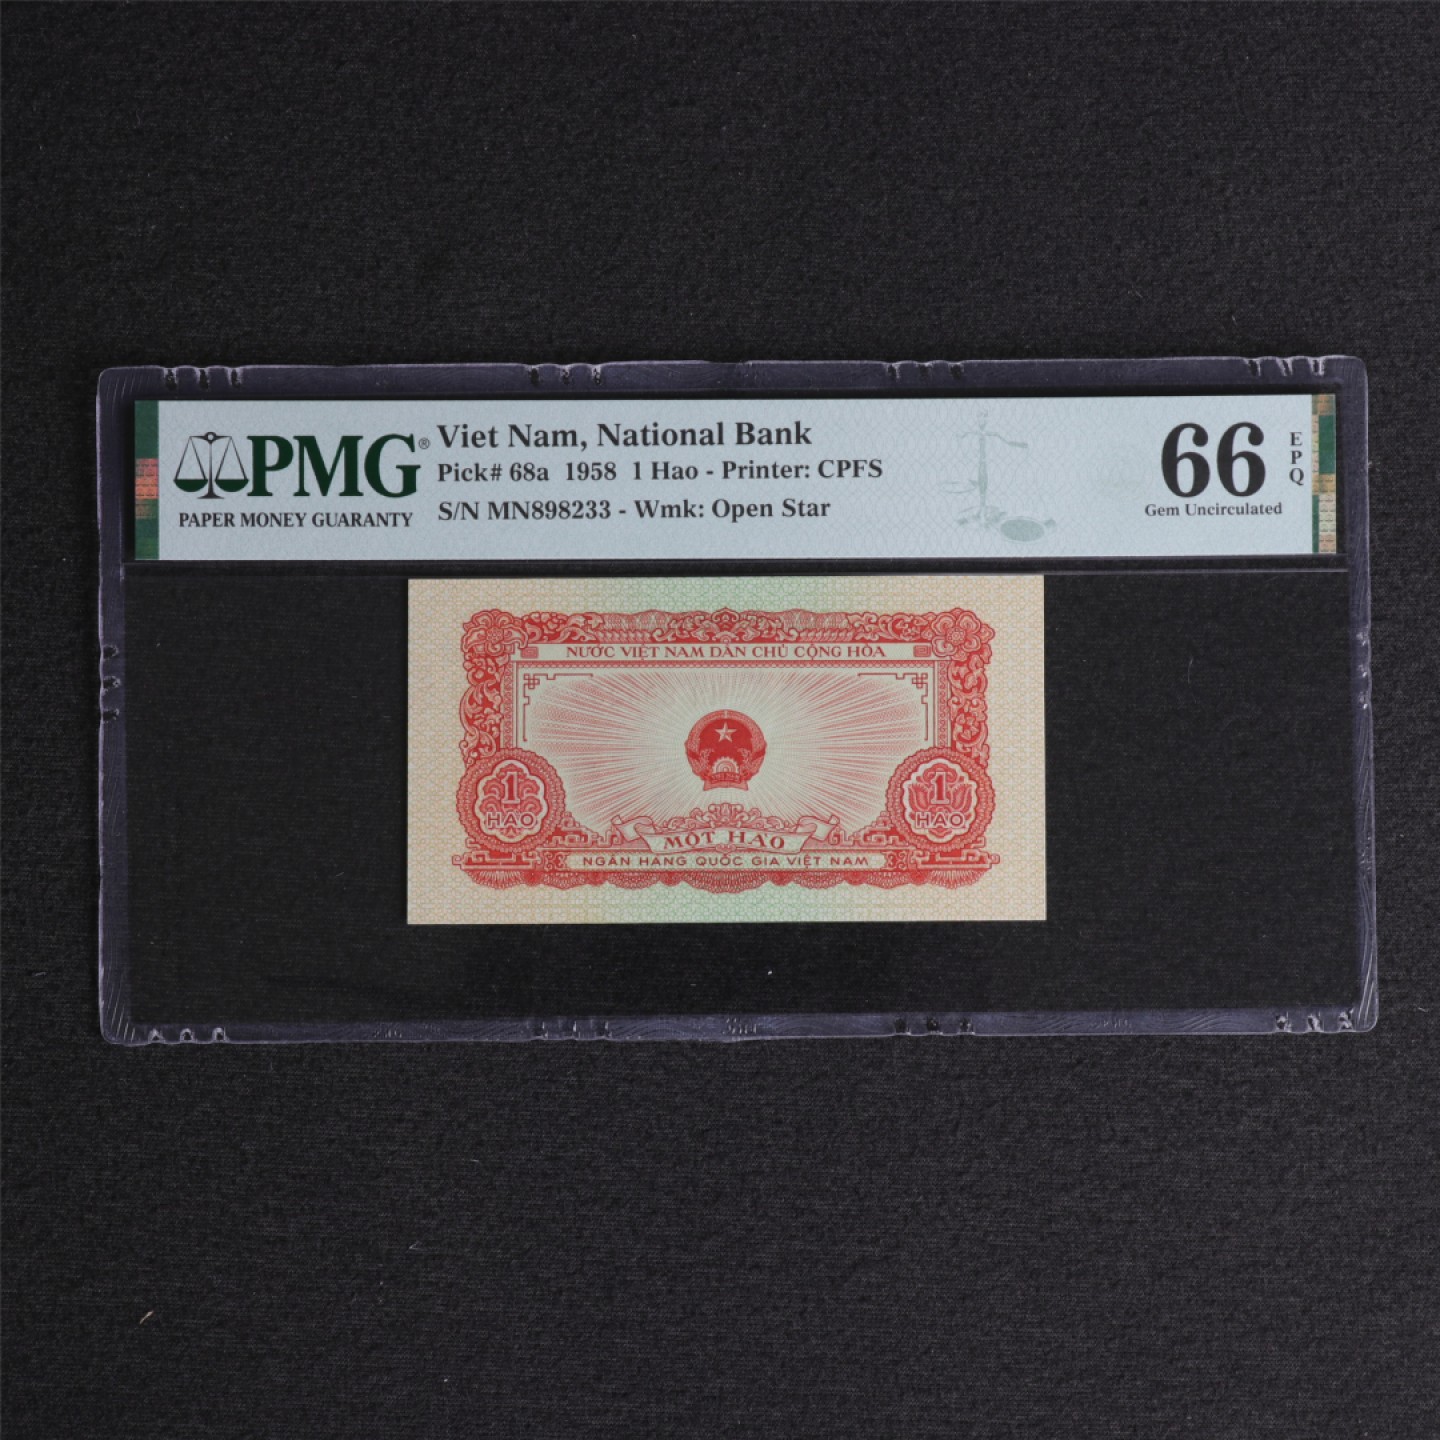 PMG®
PAPER MONEY GUARANTY
Viet Nam, National Bank
Pick# 68a 1958 1 Hao - Printer: CPFS
S/N MN898233 - Wmk: Open Star
66
EPQ
Gem Uncirculated
NƯỚC VIỆT NAM DÂN CHỦ CỘNG HÒA
1
HÀO
1
HÀO
MỘT HÀO
NGÂN HÀNG QUỐC GIA VIỆT NAM